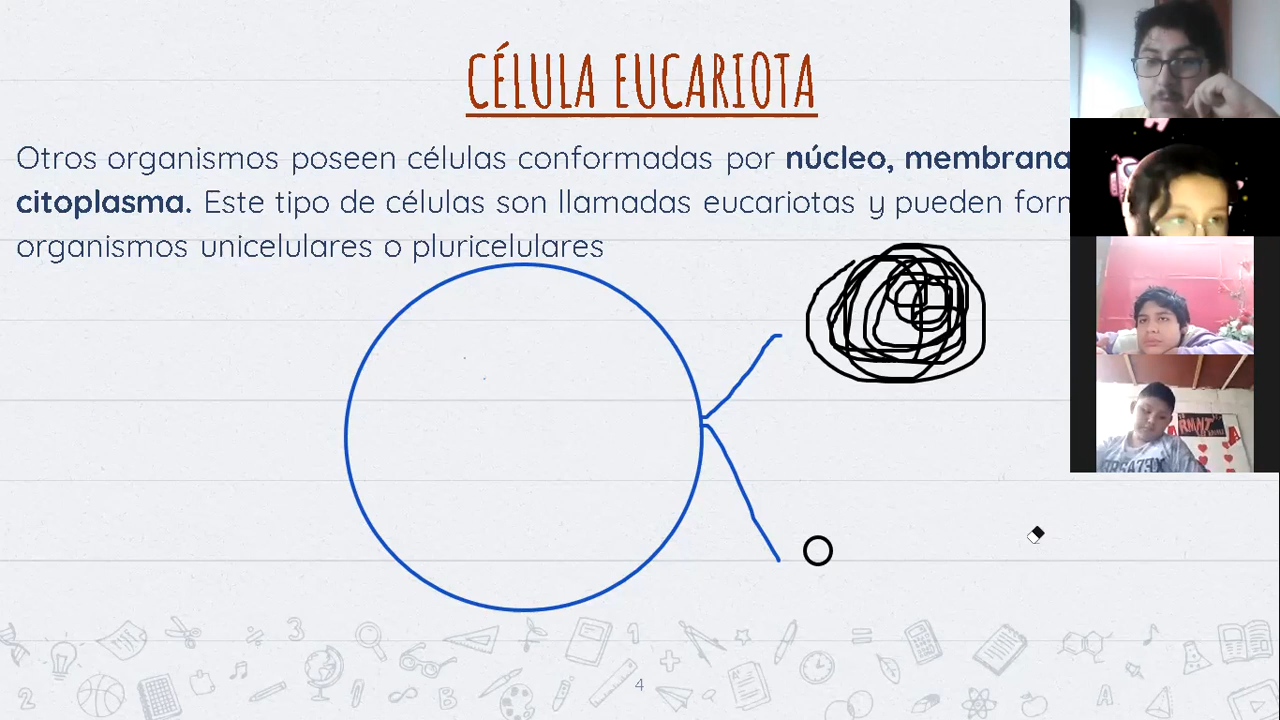 CÉLULA EUCARIOTA
Otros organismos poseen células conformadas por núcleo, membrana
citoplasma. Este tipo de células son llamadas eucariotas y pueden form
organismos unicelulares o pluricelulares
4